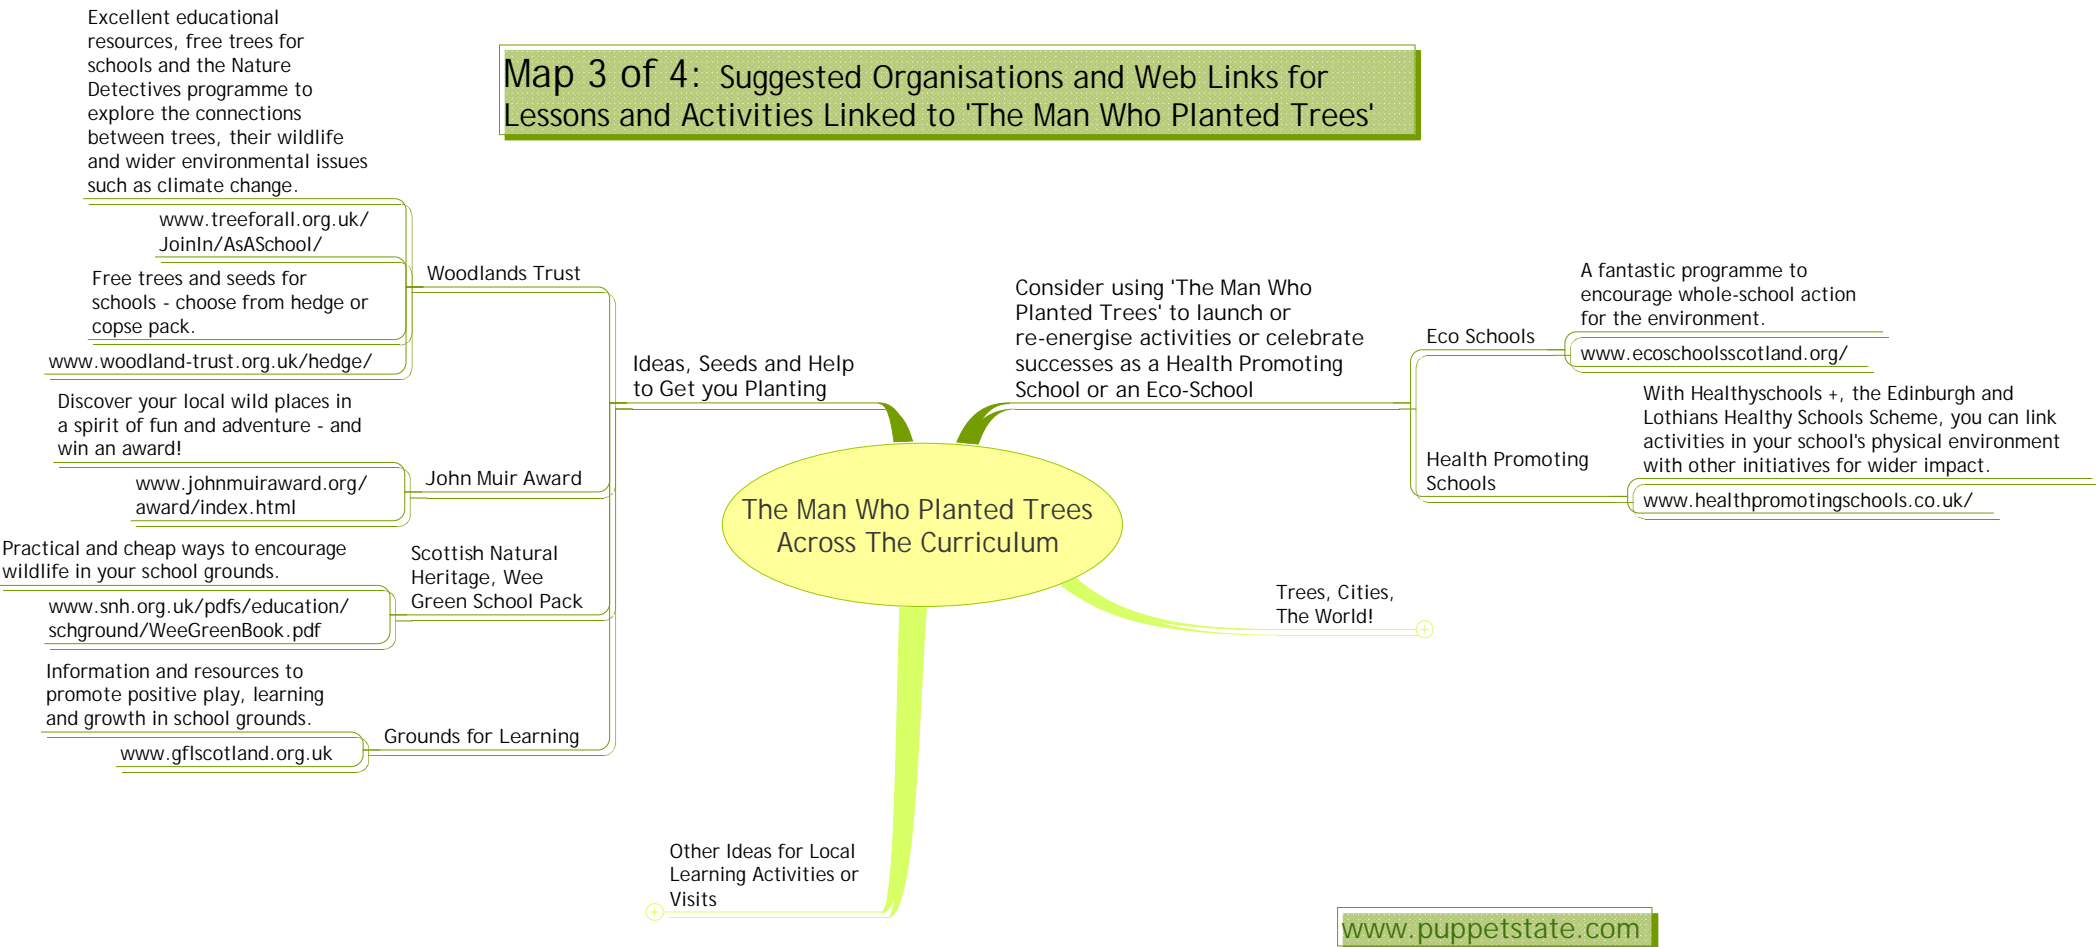 Map 3 of 4: Suggested Organisations and Web Links for
Lessons and Activities Linked to 'The Man Who Planted Trees'
Excellent educational
resources, free trees for
schools and the Nature
Detectives programme to
explore the connections
between trees, their wildlife
and wider environmental issues
such as climate change.
www.treeforall.org.uk/
JoinIn/AsASchool/
Free trees and seeds for
schools - choose from hedge or
copse pack.
www.woodland-trust.org.uk/hedge/
Woodlands Trust
Discover your local wild places in
a spirit of fun and adventure - and
win an award!
www.johnmuiraward.org/
award/index.html
John Muir Award
Practical and cheap ways to encourage
wildlife in your school grounds.
www.snh.org.uk/pdfs/education/
schground/WeeGreenBook.pdf
Scottish Natural
Heritage, Wee
Green School Pack
Information and resources to
promote positive play, learning
and growth in school grounds.
www.gflscotland.org.uk
Grounds for Learning
Ideas, Seeds and Help
to Get you Planting
The Man Who Planted Trees
Across The Curriculum
Consider using 'The Man Who
Planted Trees' to launch or
re-energise activities or celebrate
successes as a Health Promoting
School or an Eco-School
Eco Schools
A fantastic programme to
encourage whole-school action
for the environment.
www.ecoschoolsscotland.org/
Health Promoting
Schools
With Healthyschools +, the Edinburgh and
Lothians Healthy Schools Scheme, you can link
activities in your school's physical environment
with other initiatives for wider impact.
www.healthpromotingschools.co.uk/
Trees, Cities,
The World!
Other Ideas for Local
Learning Activities or
Visits
www.puppetstate.com